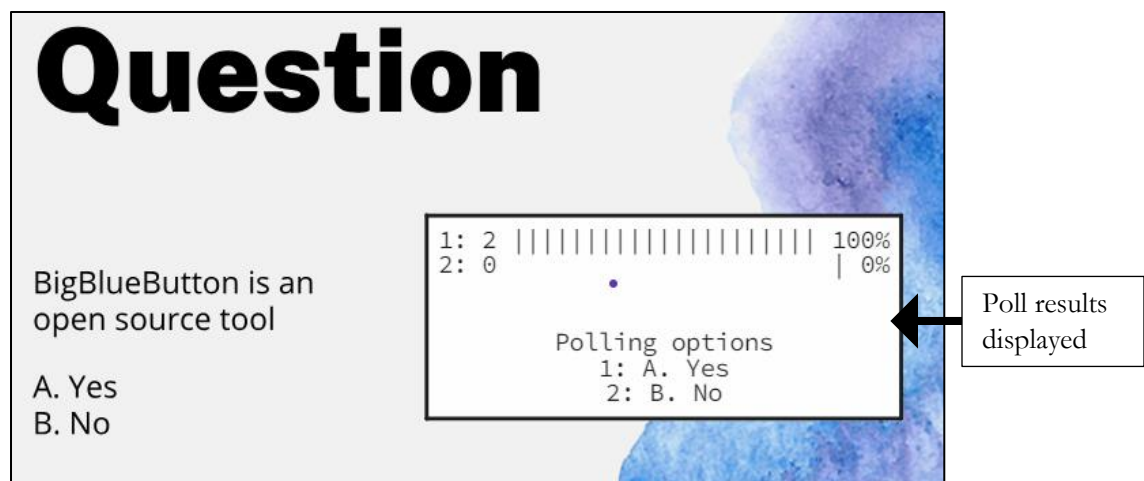 Question
BigBlueButton is an
open source tool
A. Yes
B. No
1: 2 ||||||||||||||||||||| 100%
2: 0 | 0%
Polling options
1: A. Yes
2: B. No
Poll results
displayed